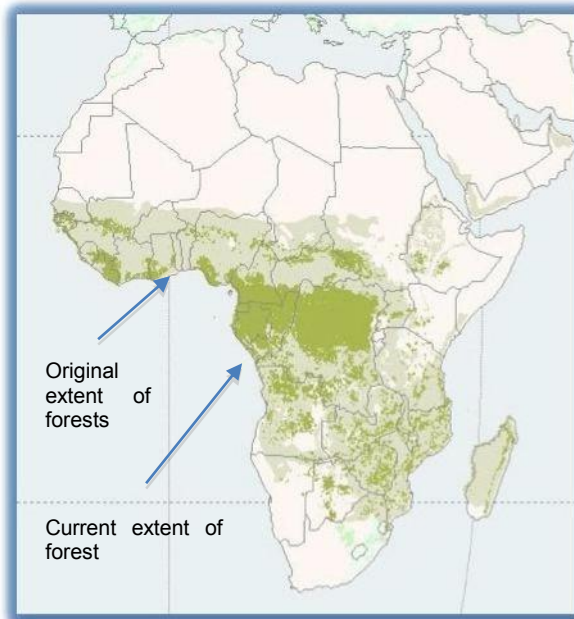 Original
extent of
forests
Current extent of
forest